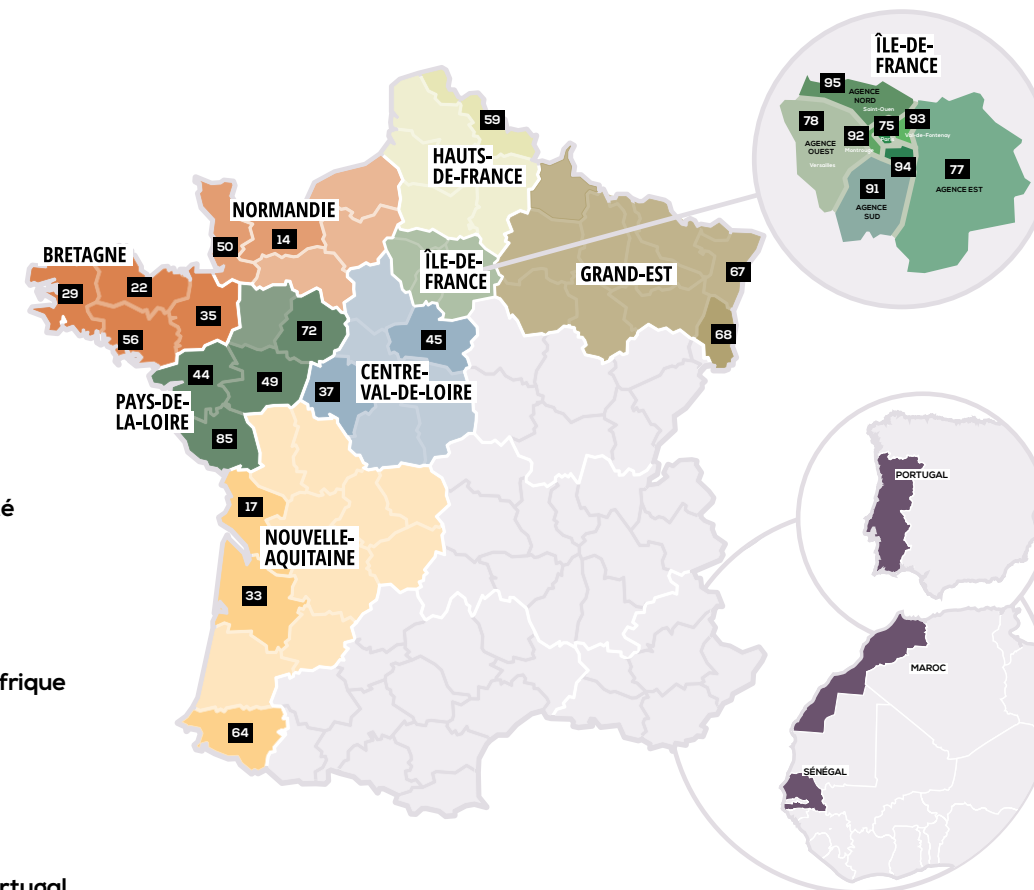 ÎLE-DE-
FRANCE
95
AGENCE
NORD
Saint-Ouen
78
92
75
93
Paris
Val-de-Fontenay
AGENCE
OUEST
Montrouge
Versailles
94
77
91
AGENCE EST
AGENCE
SUD
59
HAUTS-
DE-FRANCE
NORMANDIE
50
14
BRETAGNE
29
22
35
56
ÎLE-DE-
FRANCE
GRAND-EST
67
68
72
45
44
49
37
CENTRE-
VAL-DE-LOIRE
PAYS-DE-
LA-LOIRE
85
é
17
NOUVELLE-
AQUITAINE
33
frique
64
rtugal
PORTUGAL
MAROC
SÉNÉGAL